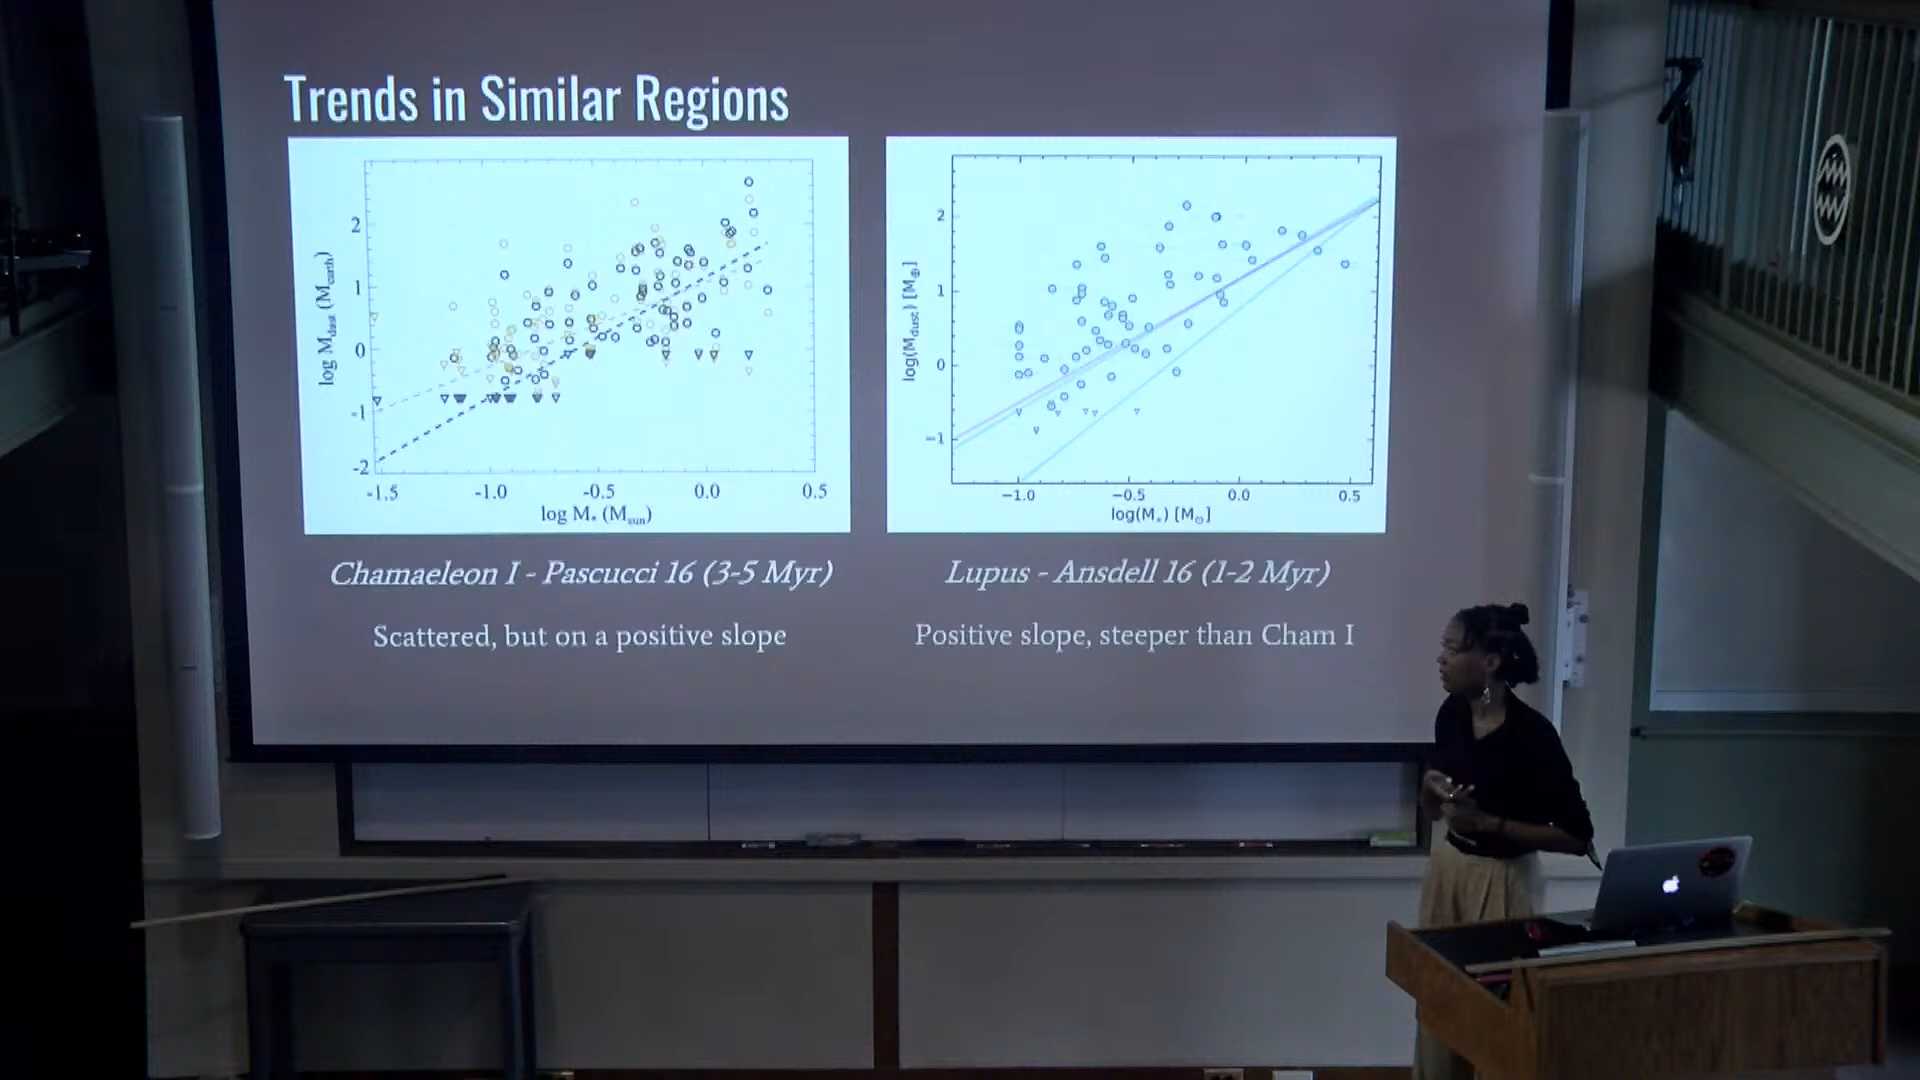 Trends in Similar Regions
2
1
0
-1
-2
log M_dust (M_earth)
-1.5 -1.0 -0.5 0.0 0.5
log M* (M_sun)
2
1
0
−1
log(M_dust) [M_⊕]
−1.0 −0.5 0.0 0.5
log(M*) [M_⊙]
Chamaeleon I - Pascucci 16 (3-5 Myr)
Lupus - Ansdell 16 (1-2 Myr)
Scattered, but on a positive slope
Positive slope, steeper than Cham I